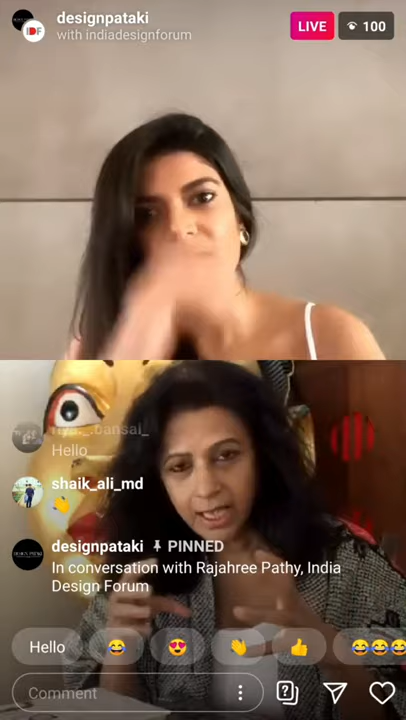 designpataki
with indiadesignforum
LIVE
100
IDF
Hello
shaik_ali_md
designpataki PINNED
In conversation with Rajahree Pathy, India
Design Forum
Hello
Comment